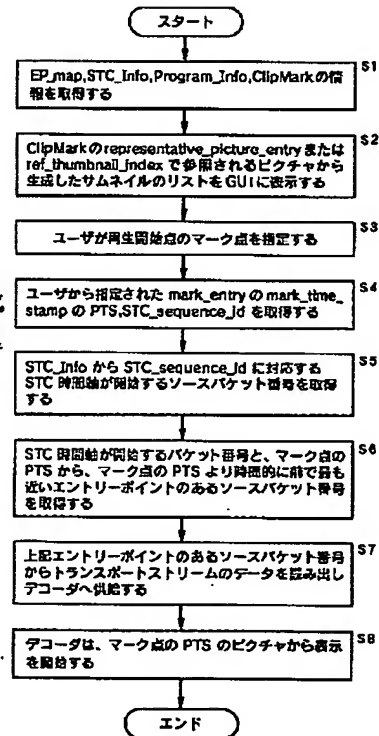 スタート
S1
EP_map,STC_Info,Program_Info,ClipMarkの情
報を取得する
S2
ClipMarkのrepresentative_picture_entryまたは
ref_thumbnail_indexで参照されるピクチャから
生成したサムネイルのリストをGUIに表示する
S3
ユーザが再生開始点のマーク点を指定する
S4
ユーザから指定されたmark_entryのmark_time_
stampのPTS,STC_sequence_idを取得する
S5
STC_InfoからSTC_sequence_idに対応する
STC時間軸が開始するソースパケット番号を取得
する
S6
STC時間軸が開始するパケット番号と、マーク点の
PTSから、マーク点のPTSより時間的に前で最も
近いエントリーポイントのあるソースパケット番号
を取得する
S7
上記エントリーポイントのあるソースパケット番号
からトランスポートストリームのデータを読み出し
デコーダへ供給する
S8
デコーダは、マーク点のPTSのピクチャから表示
を開始する
エンド